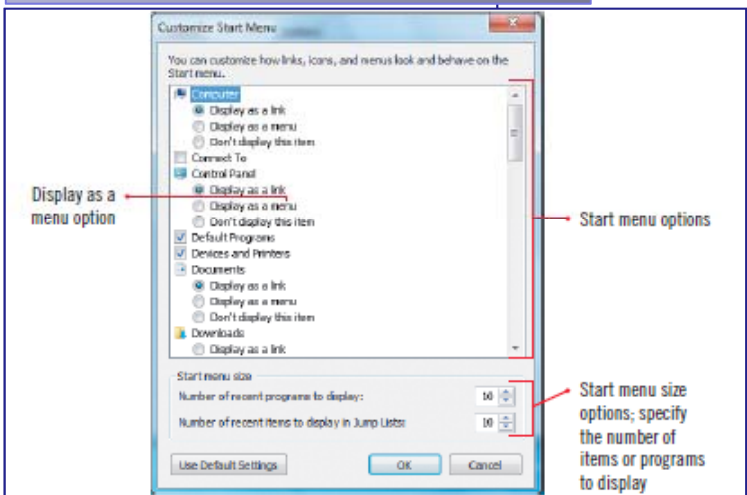 Customize Start Menu
You can customize how links, icons, and menus look and behave on the
Start menu.
Computer
Display as a link
Display as a menu
Don't display this item
Connect To
Control Panel
Display as a link
Display as a menu
Don't display this item
Default Programs
Devices and Printers
Documents
Display as a link
Display as a menu
Don't display this item
Downloads
Display as a link
Start menu size
Number of recent programs to display: 10
Number of recent items to display in Jump Lists: 10
Use Default Settings OK Cancel
Display as a
menu option
Start menu options
Start menu size
options; specify
the number of
items or programs
to display